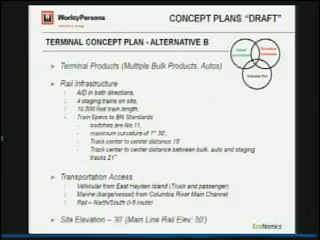 WorleyParsons
CONCEPT PLANS "DRAFT"
TERMINAL CONCEPT PLAN - ALTERNATIVE B
Terminal Products (Multiple Bulk Products, Autos)
Rail Infrastructure
A/D in both directions,
4 staging trains on site,
8,500 foot train length,
Train Specs to BN Standards
- switches are No.11,
- maximum curvature of 7° 30',
- Track center to center distance 15'
- Track center to center distance between bulk, auto and staging
tracks 21"
Transportation Access
Vehicular from East Hayden Island (Truck and passenger)
Marine (barge/vessel) from Columbia River Main Channel
Rail – North/South (I-5 route)
Site Elevation – 30' (Main Line Rail Elev: 50')
EcoNomics